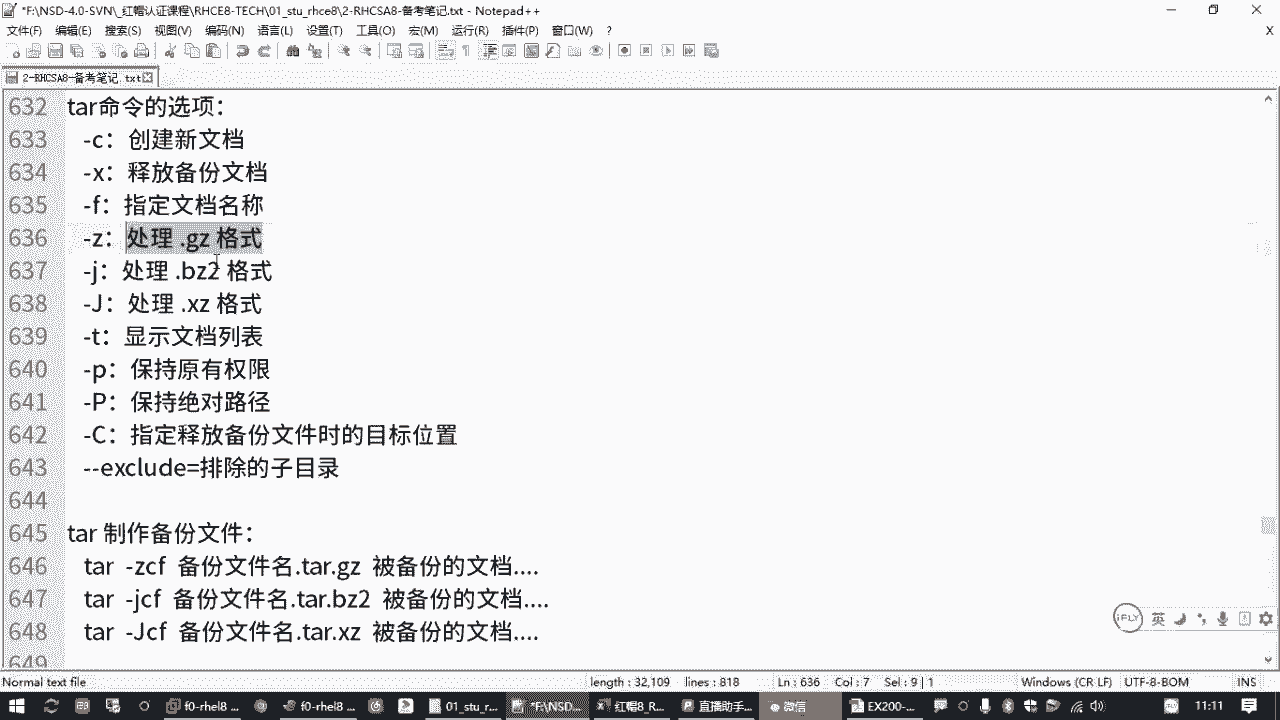 *F:\NSD-4.0-SVN\_红帽认证课程\RHCE8-TECH\01_stu_rhce8\2-RHCSA8-备考笔记.txt - Notepad++
文件(F) 编辑(E) 搜索(S) 视图(V) 编码(N) 语言(L) 设置(T) 工具(O) 宏(M) 运行(R) 插件(P) 窗口(W) ? X
2-RHCSA8-备考笔记.txt
632 tar命令的选项：
633 -c：创建新文档
634 -x：释放备份文档
635 -f：指定文档名称
636 -z：处理 .gz 格式
637 -j：处理 .bz2 格式
638 -J：处理 .xz 格式
639 -t：显示文档列表
640 -p：保持原有权限
641 -P：保持绝对路径
642 -C：指定释放备份文件时的目标位置
643 --exclude=排除的子目录
644
645 tar 制作备份文件：
646 tar -zcf 备份文件名.tar.gz 被备份的文档....
647 tar -jcf 备份文件名.tar.bz2 被备份的文档....
648 tar -Jcf 备份文件名.tar.xz 被备份的文档....
649
iFLY 英
Normal text file length : 32,109 lines : 818 Ln : 636 Col : 7 Sel : 9 | 1 Windows (CR LF) UTF-8-BOM INS
f0-rhel8 ... f0-rhel8 ... 01_stu_r... *F:\NSD... 红帽8_R... 直播助手... 微信 EX200-... 11:11